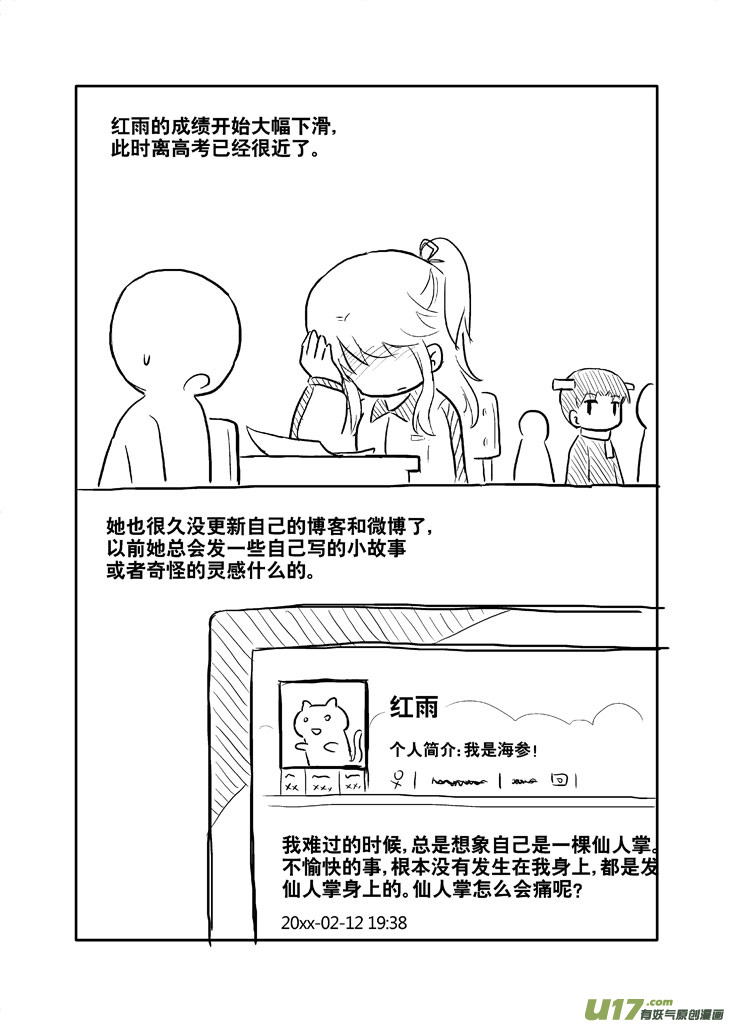 红雨的成绩开始大幅下滑，
此时离高考已经很近了。
她也很久没更新自己的博客和微博了，
以前她总会发一些自己写的小故事
或者奇怪的灵感什么的。
红雨
个人简介：我是海参！
我难过的时候，总是想象自己是一棵仙人掌。
不愉快的事，根本没有发生在我身上，都是发
仙人掌身上的。仙人掌怎么会痛呢？
20xx-02-12 19:38
U17.com
有妖气原创漫画